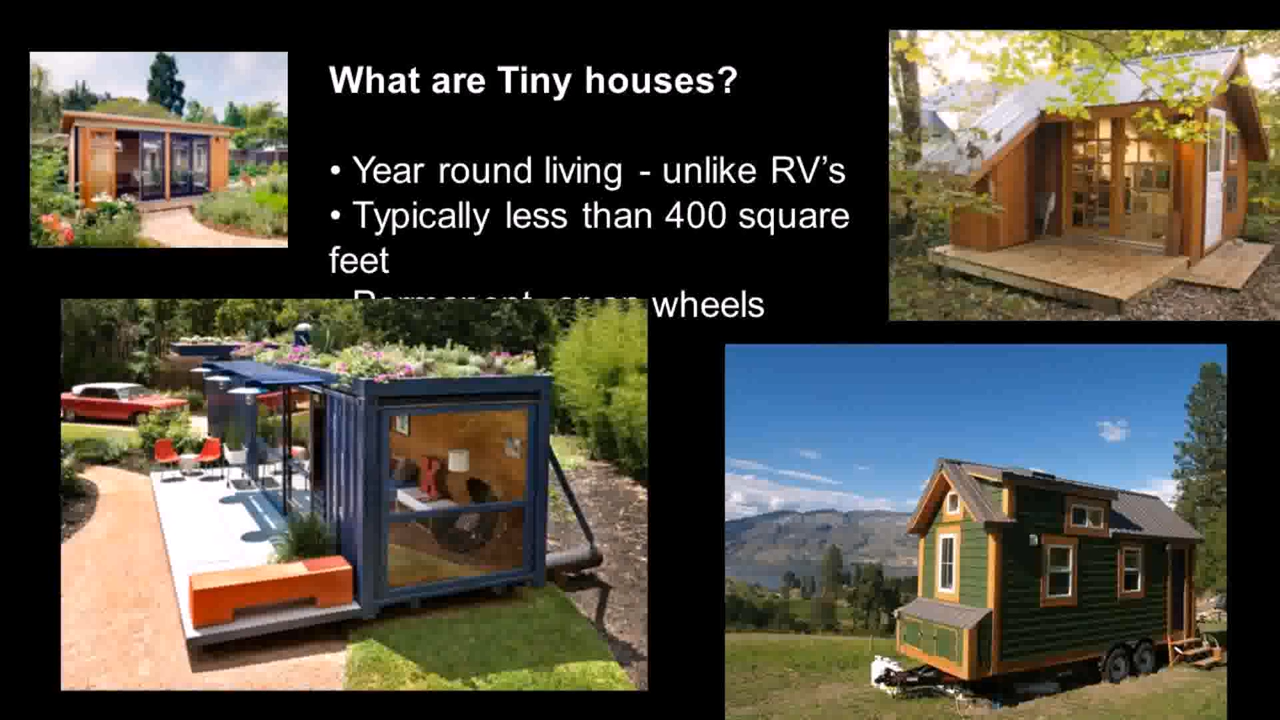 What are Tiny houses?
• Year round living - unlike RV’s
• Typically less than 400 square
feet
wheels